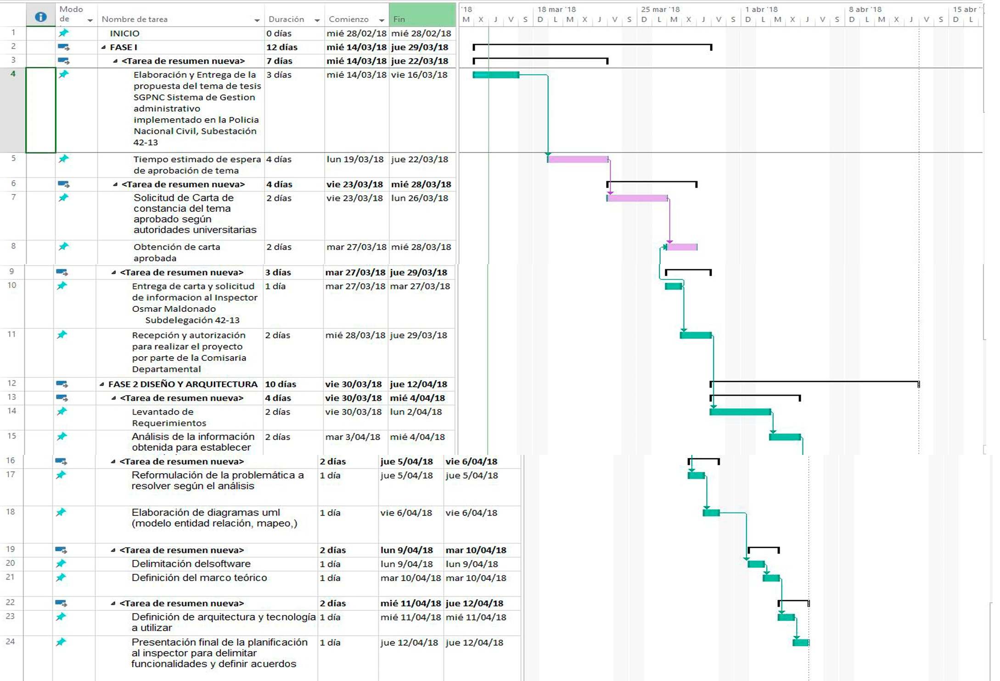 Modo
de
Nombre de tarea Duración Comienzo Fin
'18 18 mar '18 25 mar '18 1 abr '18 8 abr '18 15 abr '
M X J V S D L M X J V S D L M X J V S D L M X J V S D L M X J V S D L
1 INICIO 0 días mié 28/02/18 mié 28/02/18
2 FASE I 12 días mié 14/03/18 jue 29/03/18
3 <Tarea de resumen nueva> 7 días mié 14/03/18 jue 22/03/18
4 Elaboración y Entrega de la 3 días mié 14/03/18 vie 16/03/18
propuesta del tema de tesis
SGPNC Sistema de Gestion
administrativo
implementado en la Policia
Nacional Civil, Subestación
42-13
5 Tiempo estimado de espera 4 días lun 19/03/18 jue 22/03/18
de aprobación de tema
6 <Tarea de resumen nueva> 4 días vie 23/03/18 mié 28/03/18
7 Solicitud de Carta de 2 días vie 23/03/18 lun 26/03/18
constancia del tema
aprobado según
autoridades universitarias
8 Obtención de carta 2 días mar 27/03/18 mié 28/03/18
aprobada
9 <Tarea de resumen nueva> 3 días mar 27/03/18 jue 29/03/18
10 Entrega de carta y solicitud 1 día mar 27/03/18 mar 27/03/18
de informacion al Inspector
Osmar Maldonado
Subdelegación 42-13
11 Recepción y autorización 2 días mié 28/03/18 jue 29/03/18
para realizar el proyecto
por parte de la Comisaria
Departamental
12 FASE 2 DISEÑO Y ARQUITECTURA 10 días vie 30/03/18 jue 12/04/18
13 <Tarea de resumen nueva> 4 días vie 30/03/18 mié 4/04/18
14 Levantado de 2 días vie 30/03/18 lun 2/04/18
Requerimientos
15 Análisis de la información 2 días mar 3/04/18 mié 4/04/18
obtenida para establecer
16 <Tarea de resumen nueva> 2 días jue 5/04/18 vie 6/04/18
17 Reformulación de la problemática a 1 día jue 5/04/18 jue 5/04/18
resolver según el análisis
18 Elaboración de diagramas uml 1 día vie 6/04/18 vie 6/04/18
(modelo entidad relación, mapeo,)
19 <Tarea de resumen nueva> 2 días lun 9/04/18 mar 10/04/18
20 Delimitación delsoftware 1 día lun 9/04/18 lun 9/04/18
21 Definición del marco teórico 1 día mar 10/04/18 mar 10/04/18
22 <Tarea de resumen nueva> 2 días mié 11/04/18 jue 12/04/18
23 Definición de arquitectura y tecnología 1 día mié 11/04/18 mié 11/04/18
a utilizar
24 Presentación final de la planificación 1 día jue 12/04/18 jue 12/04/18
al inspector para delimitar
funcionalidades y definir acuerdos